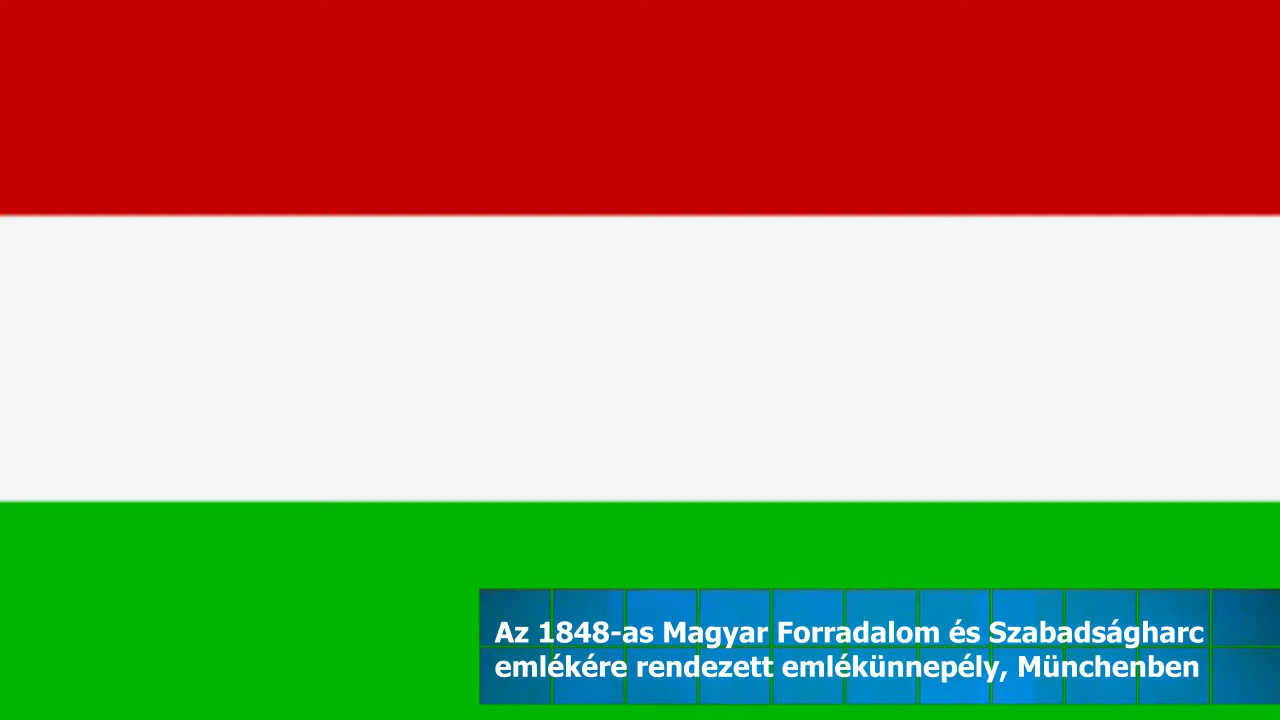 Az 1848-as Magyar Forradalom és Szabadságharc
emlékére rendezett emlékünnepély, Münchenben